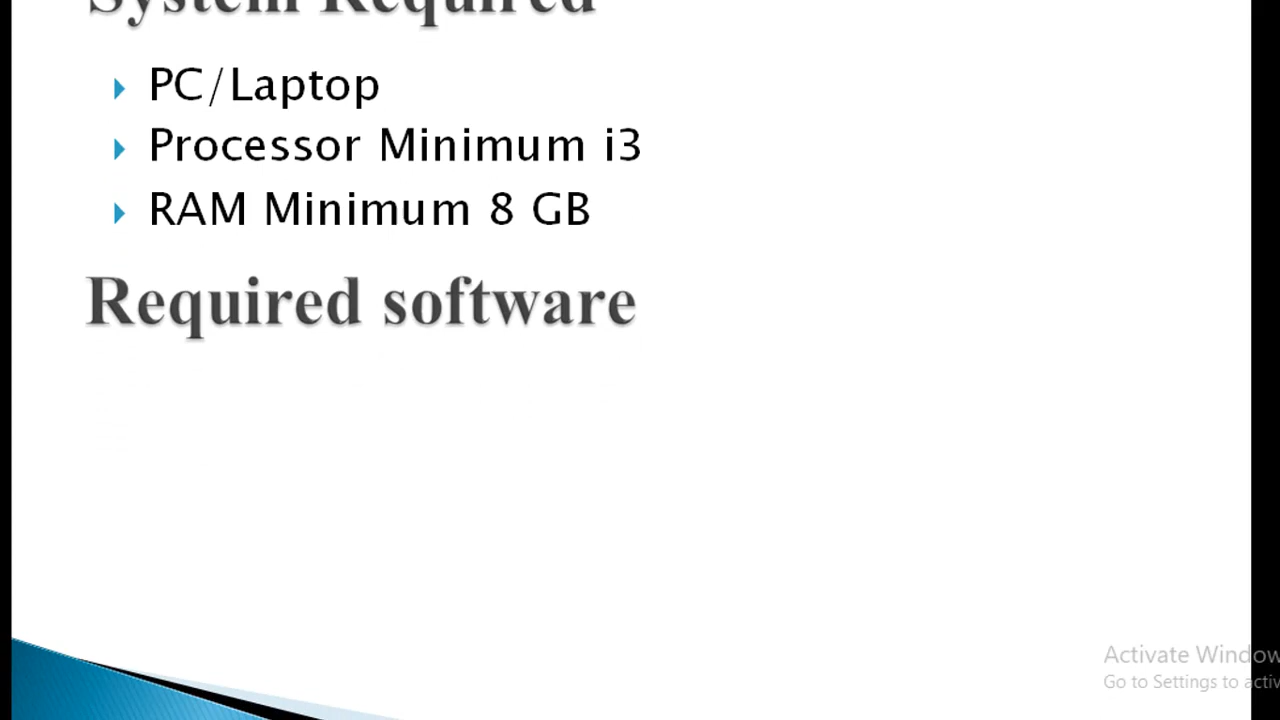 System Required
PC/Laptop
Processor Minimum i3
RAM Minimum 8 GB
Required software
Activate Window
Go to Settings to activ